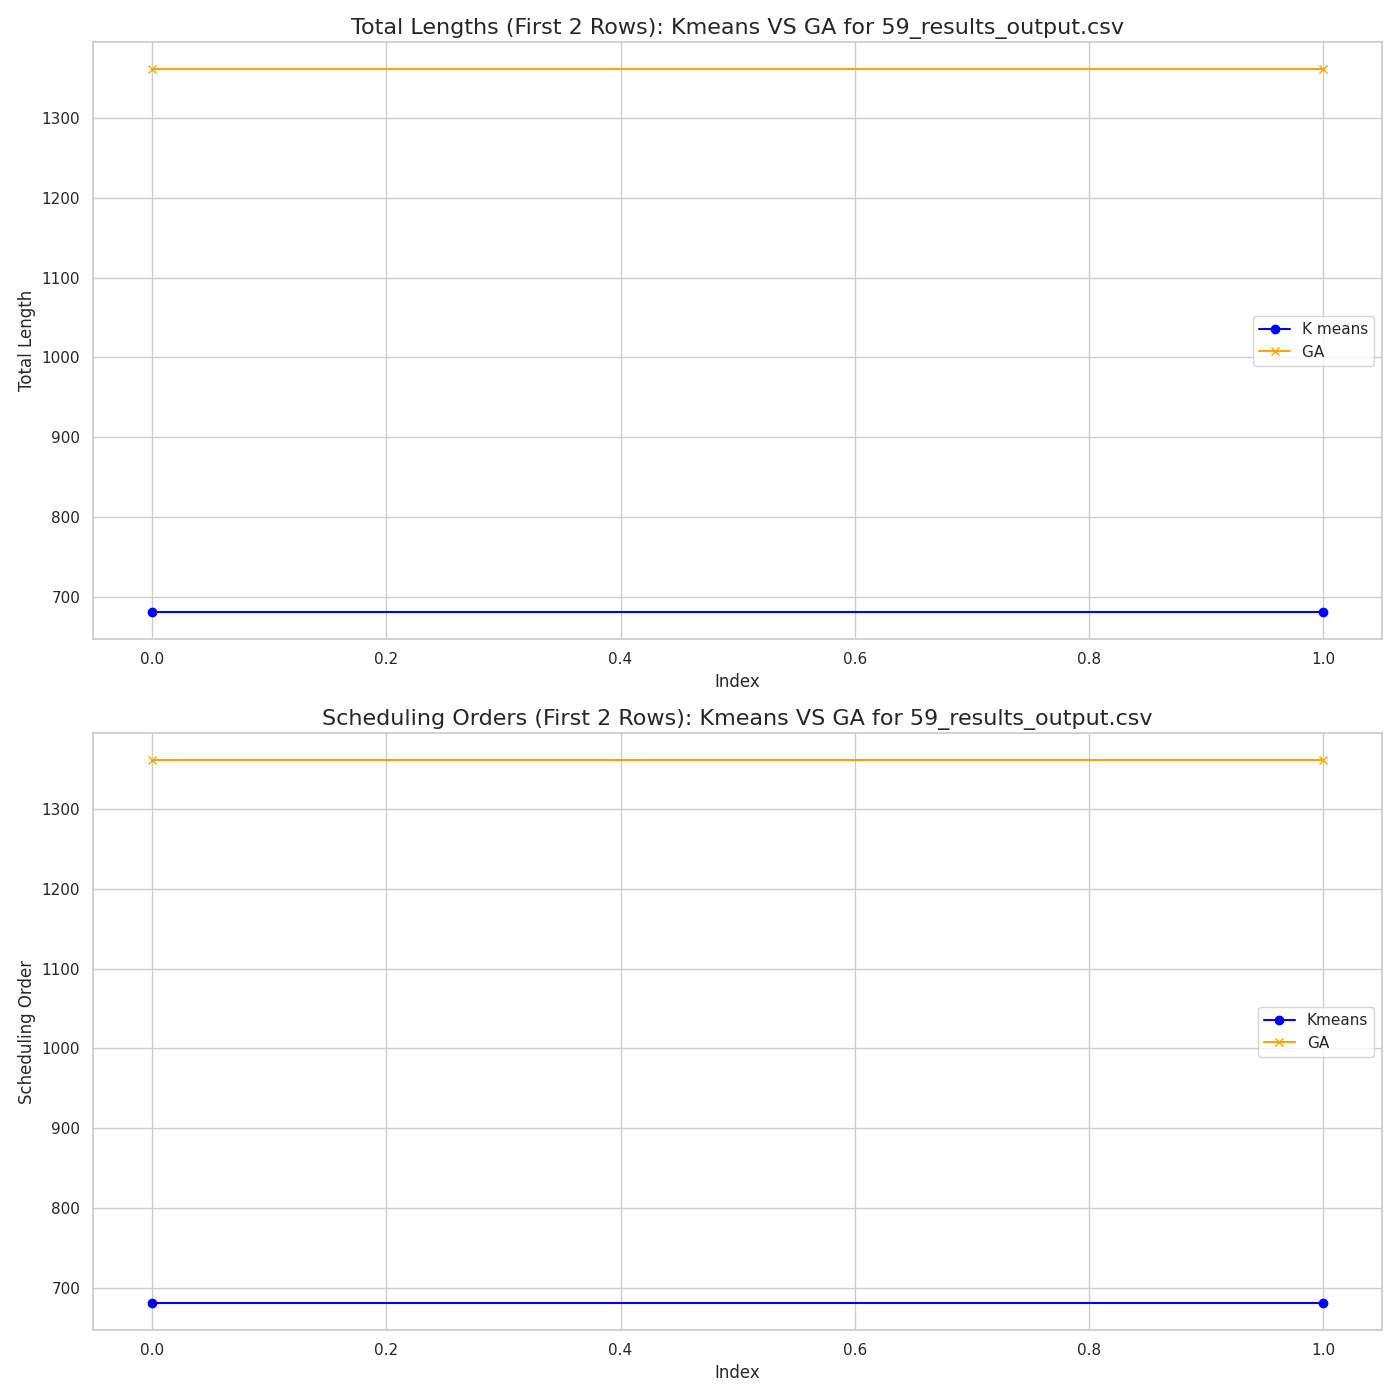 Total Lengths (First 2 Rows): Kmeans VS GA for 59_results_output.csv
1300
1200
1100
1000
900
800
700
Total Length
K means
GA
0.0 0.2 0.4 0.6 0.8 1.0
Index
Scheduling Orders (First 2 Rows): Kmeans VS GA for 59_results_output.csv
1300
1200
1100
1000
900
800
700
Scheduling Order
Kmeans
GA
0.0 0.2 0.4 0.6 0.8 1.0
Index